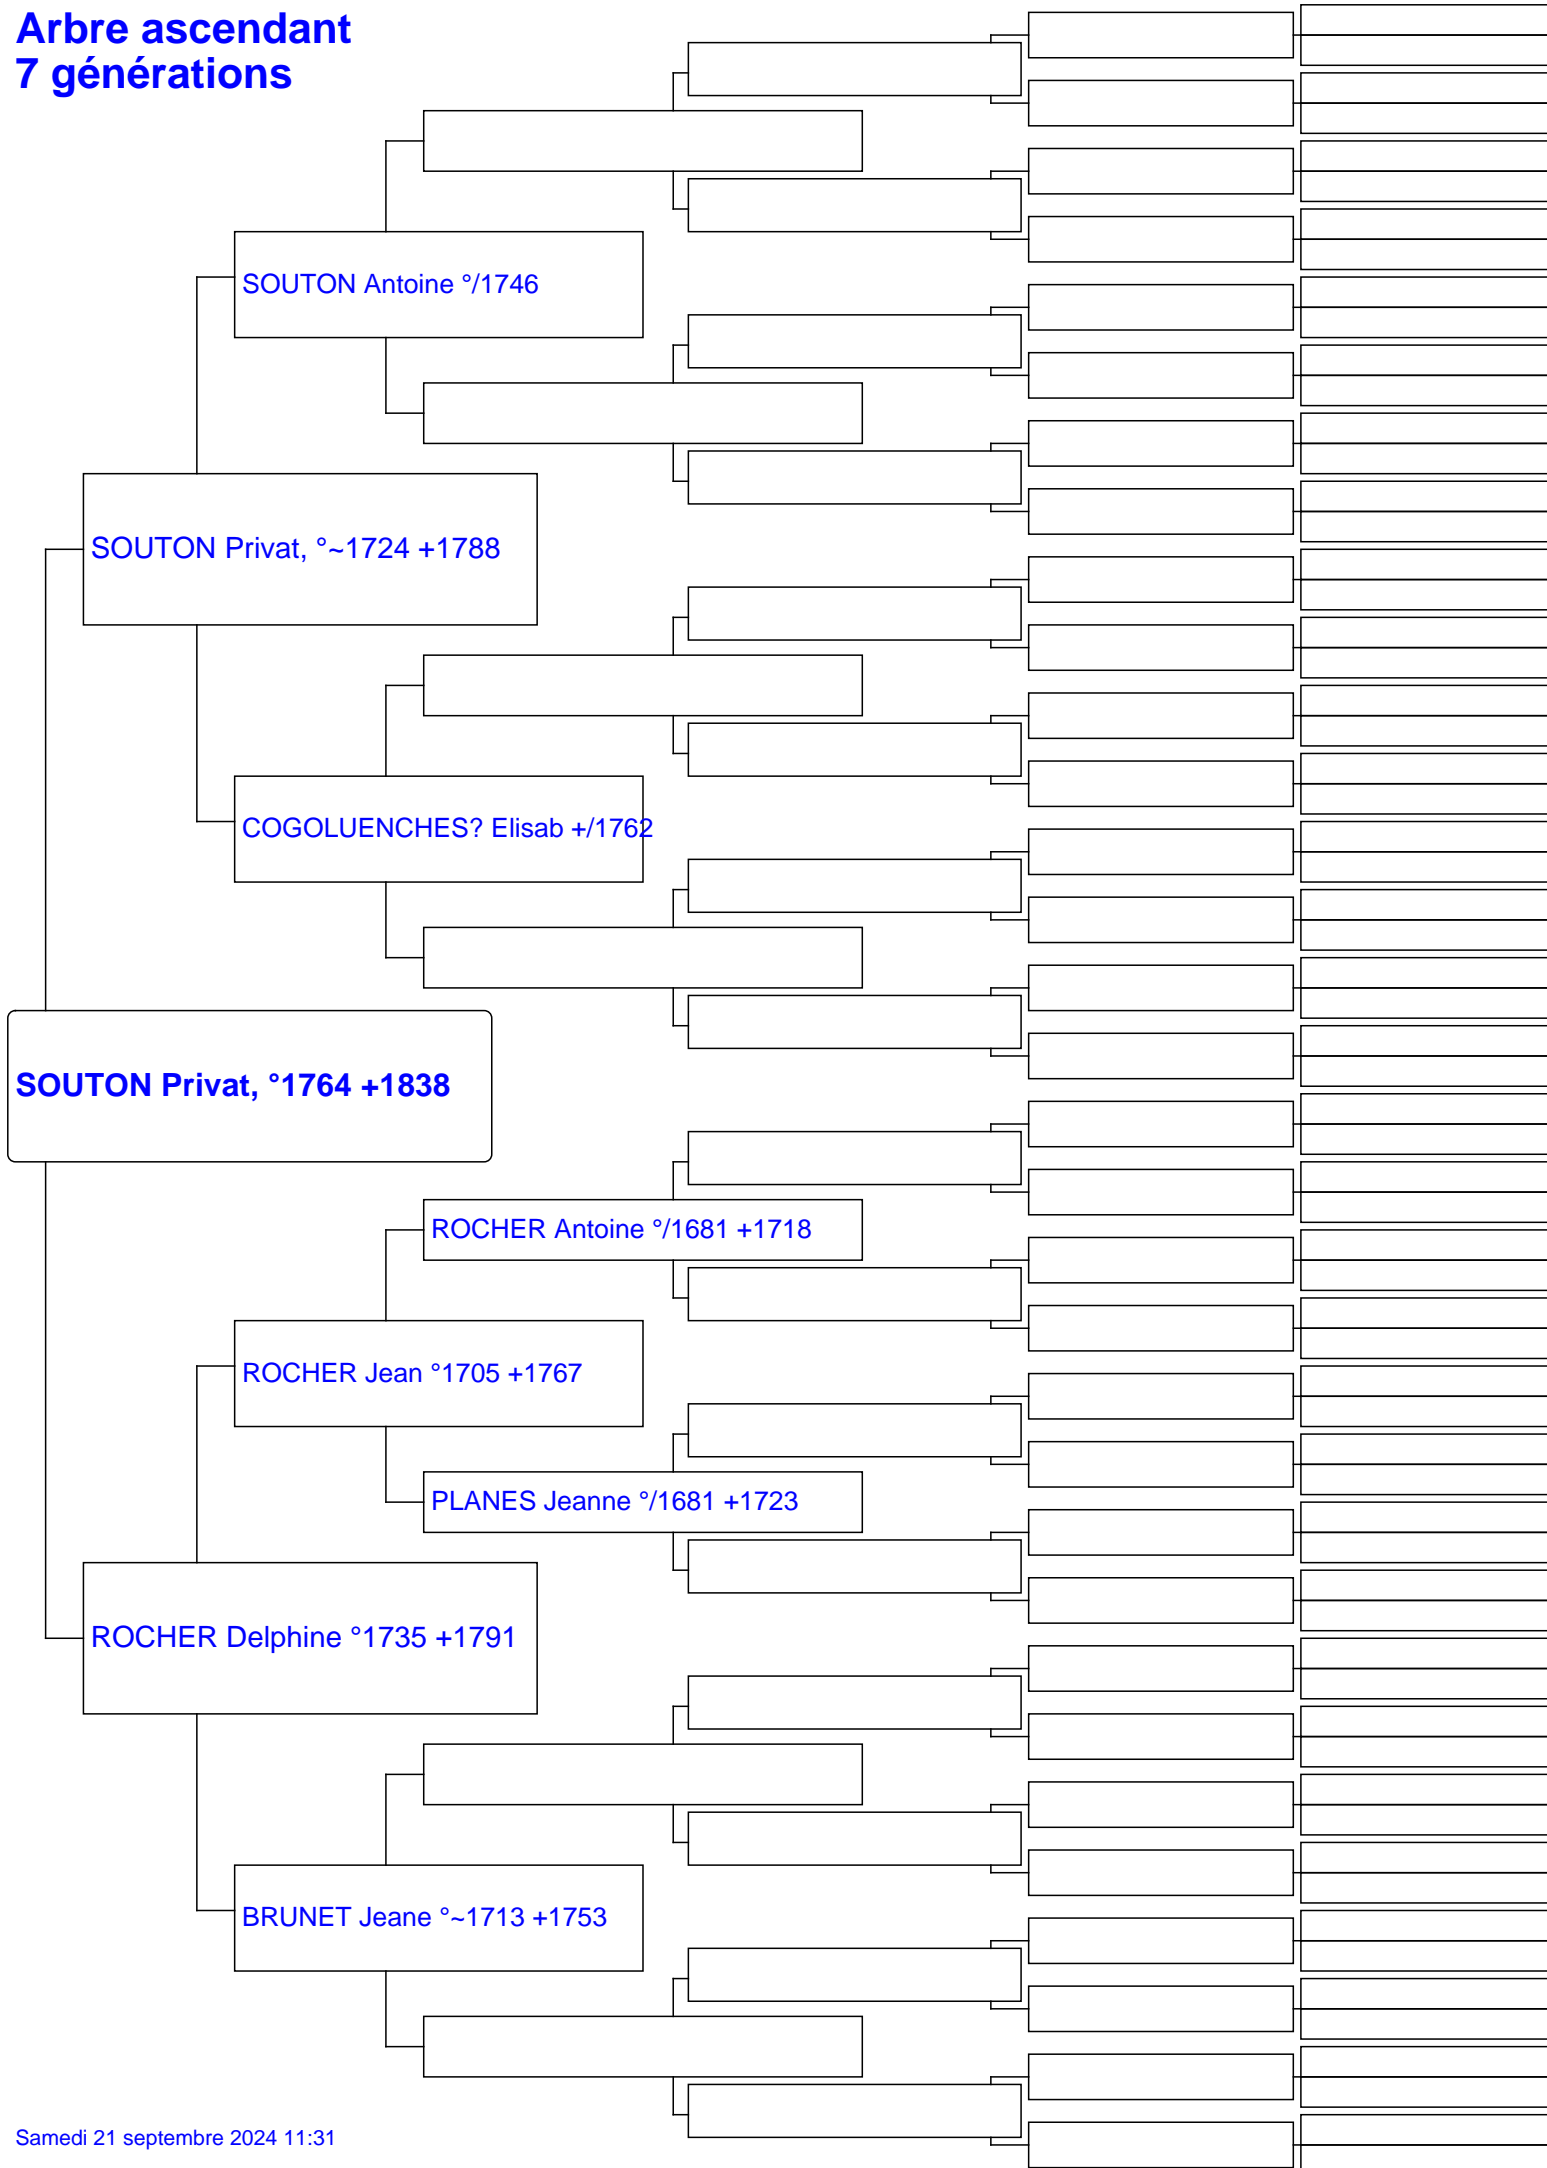 Arbre ascendant
7 générations
SOUTON Antoine °/1746
SOUTON Privat, °~1724 +1788
COGOLUENCHES? Elisab +/1762
SOUTON Privat, °1764 +1838
ROCHER Antoine °/1681 +1718
ROCHER Jean °1705 +1767
PLANES Jeanne °/1681 +1723
ROCHER Delphine °1735 +1791
BRUNET Jeane °~1713 +1753
Samedi 21 septembre 2024 11:31